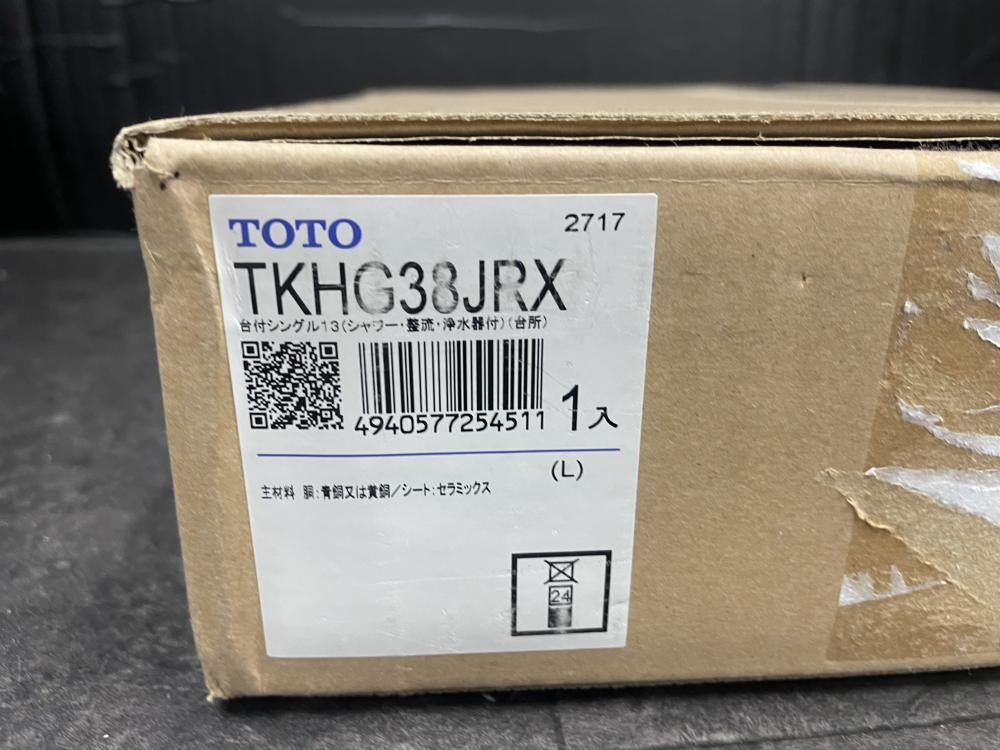 TOTO
2717
TKHG38JRX
台付シングル13(シャワー・整流・浄水器付)(台所)
4940577254511
1入
(L)
主材料 胴:青銅又は黄銅/シート:セラミックス
24